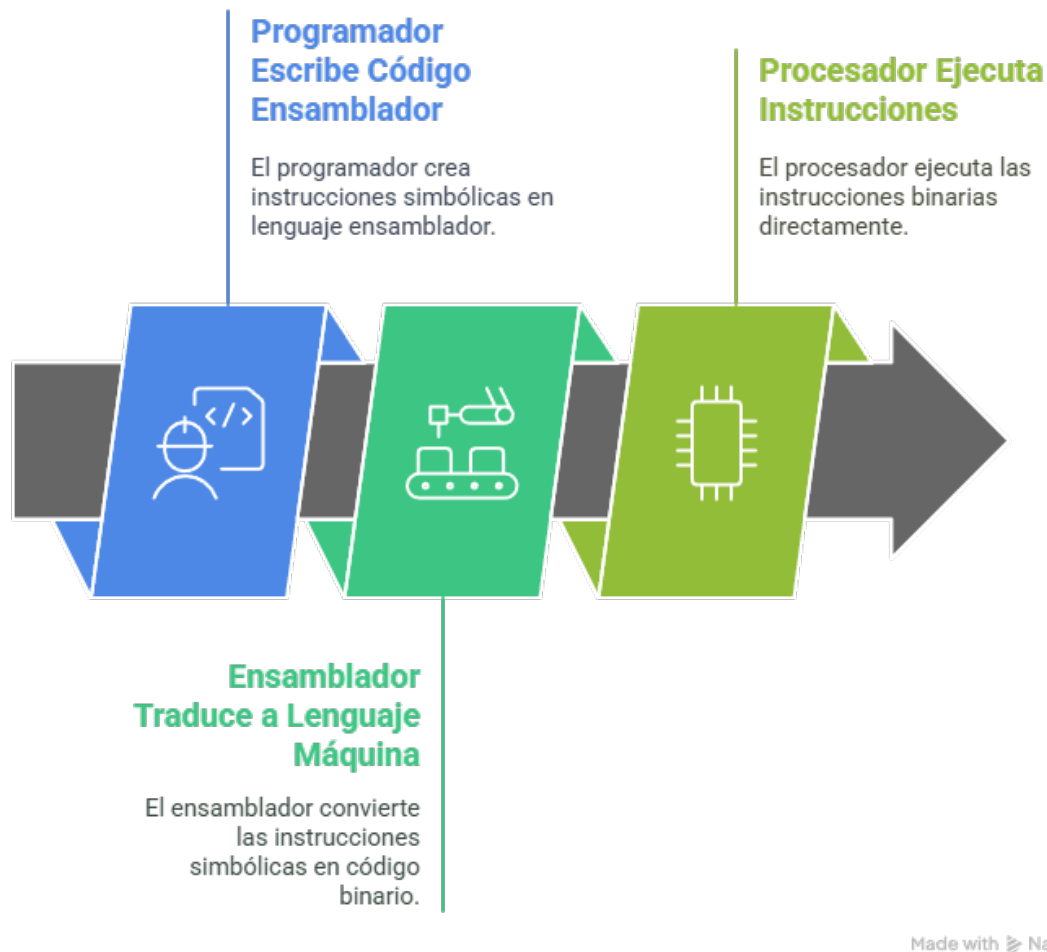 Programador
Escribe Código
Ensamblador
El programador crea
instrucciones simbólicas en
lenguaje ensamblador.
Procesador Ejecuta
Instrucciones
El procesador ejecuta las
instrucciones binarias
directamente.
</>
Ensamblador
Traduce a Lenguaje
Máquina
El ensamblador convierte
las instrucciones
simbólicas en código
binario.
Made with